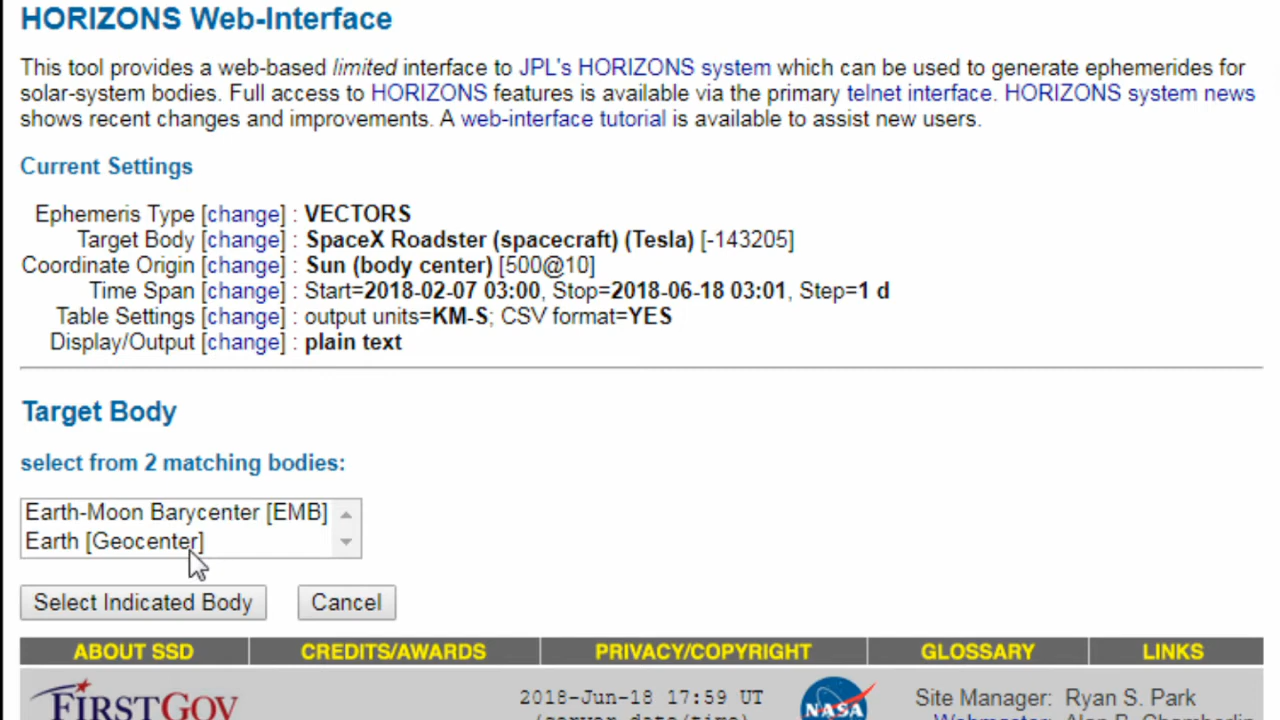 HORIZONS Web-Interface
This tool provides a web-based limited interface to JPL's HORIZONS system which can be used to generate ephemerides for
solar-system bodies. Full access to HORIZONS features is available via the primary telnet interface. HORIZONS system news
shows recent changes and improvements. A web-interface tutorial is available to assist new users.
Current Settings
Ephemeris Type [change] : VECTORS
Target Body [change] : SpaceX Roadster (spacecraft) (Tesla) [-143205]
Coordinate Origin [change] : Sun (body center) [500@10]
Time Span [change] : Start=2018-02-07 03:00, Stop=2018-06-18 03:01, Step=1 d
Table Settings [change] : output units=KM-S; CSV format=YES
Display/Output [change] : plain text
Target Body
select from 2 matching bodies:
Earth-Moon Barycenter [EMB]
Earth [Geocenter]
Select Indicated Body Cancel
ABOUT SSD CREDITS/AWARDS PRIVACY/COPYRIGHT GLOSSARY LINKS
FIRSTGOV 2018-Jun-18 17:59 UT NASA Site Manager: Ryan S. Park
(server date/time) Webmaster: Alan B. Chamberlin